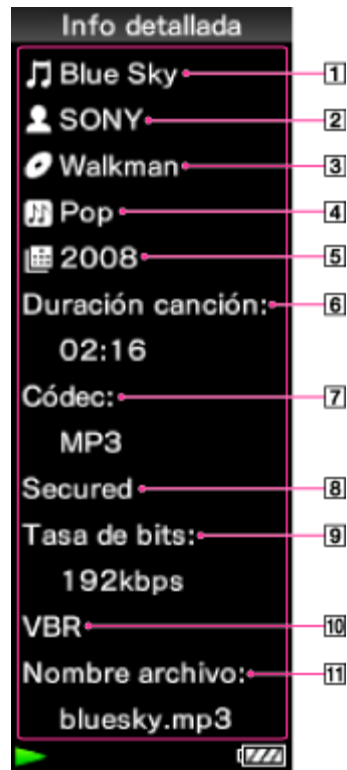 Info detallada
Blue Sky 1
SONY 2
Walkman 3
Pop 4
2008 5
Duración canción: 6
02:16
Códec: 7
MP3
Secured 8
Tasa de bits: 9
192kbps
VBR 10
Nombre archivo: 11
bluesky.mp3